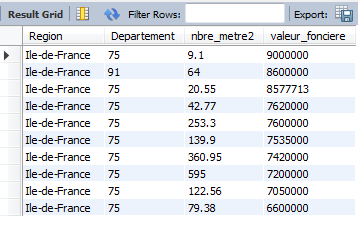 Result Grid Filter Rows: Export:
Region Departement nbre_metre2 valeur_fonciere
Ile-de-France 75 9.1 9000000
Ile-de-France 91 64 8600000
Ile-de-France 75 20.55 8577713
Ile-de-France 75 42.77 7620000
Ile-de-France 75 253.3 7600000
Ile-de-France 75 139.9 7535000
Ile-de-France 75 360.95 7420000
Ile-de-France 75 595 7200000
Ile-de-France 75 122.56 7050000
Ile-de-France 75 79.38 6600000